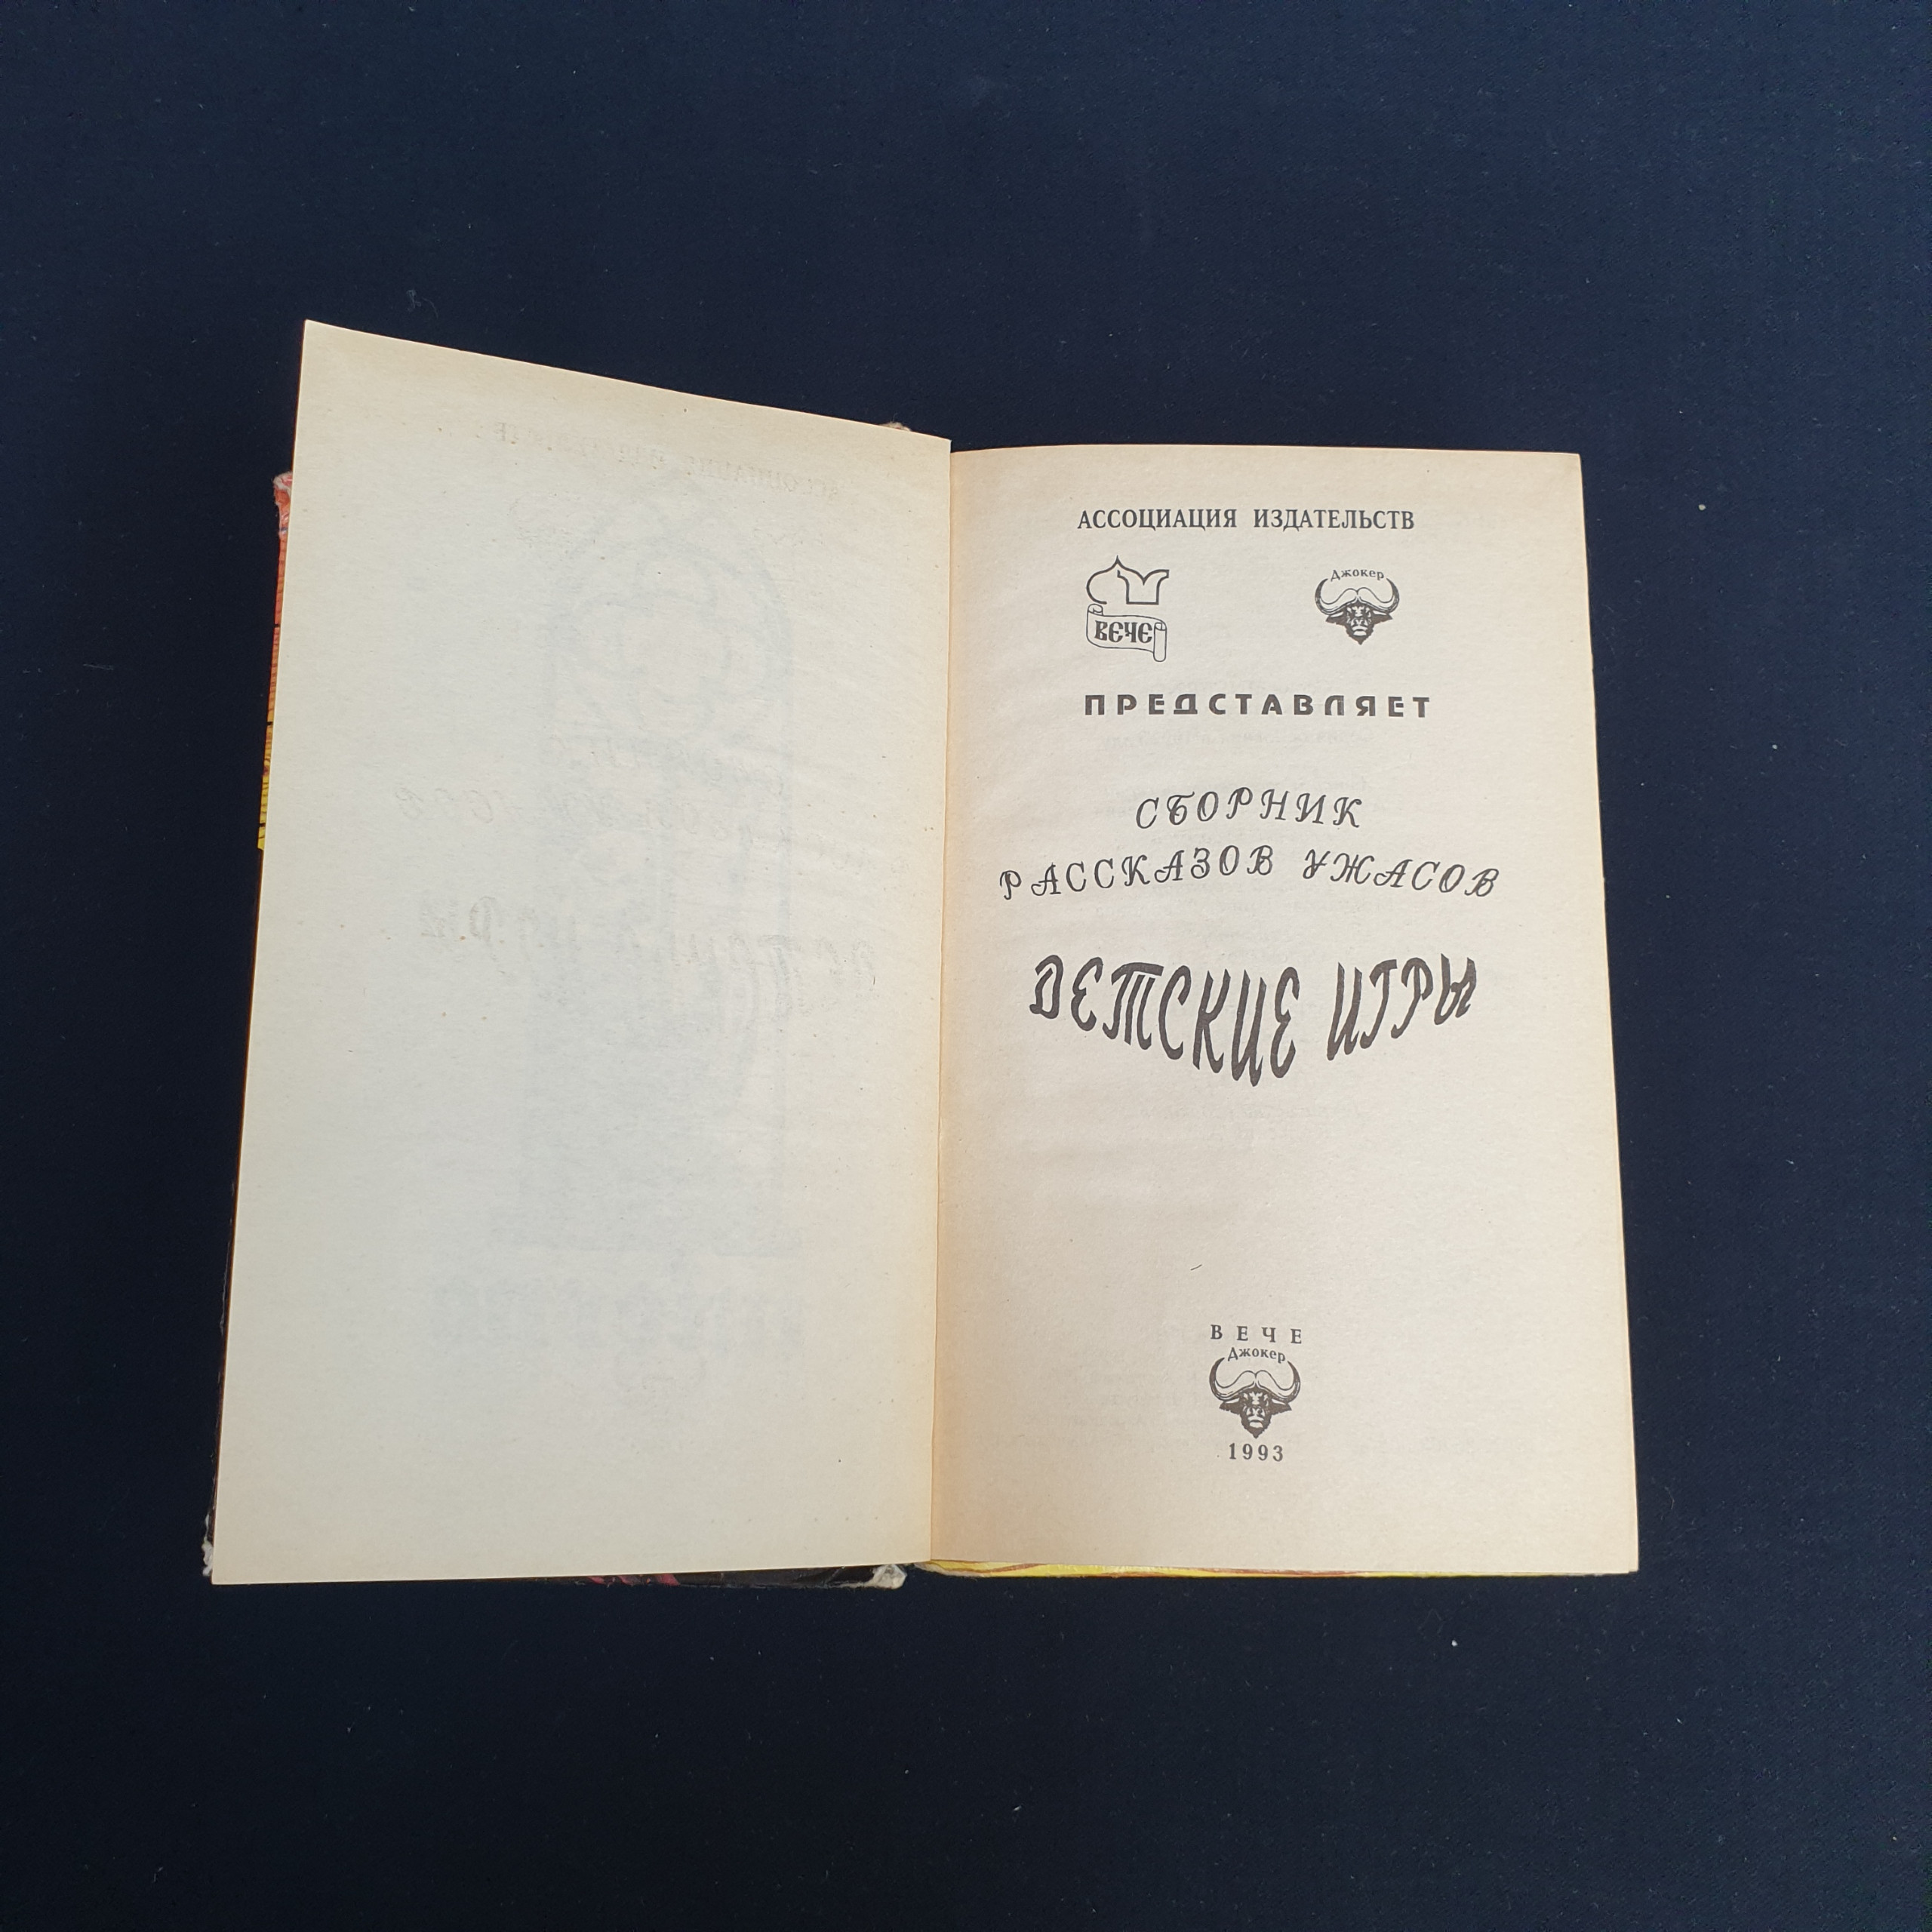 АССОЦИАЦИЯ ИЗДАТЕЛЬСТВ
ВЕЧЕ
Джокер
ПРЕДСТАВЛЯЕТ
СБОРНИК
РАССКАЗОВ УЖАСОВ
ДЕТСКИЕ ИГРЫ
ВЕЧЕ
Джокер
1993